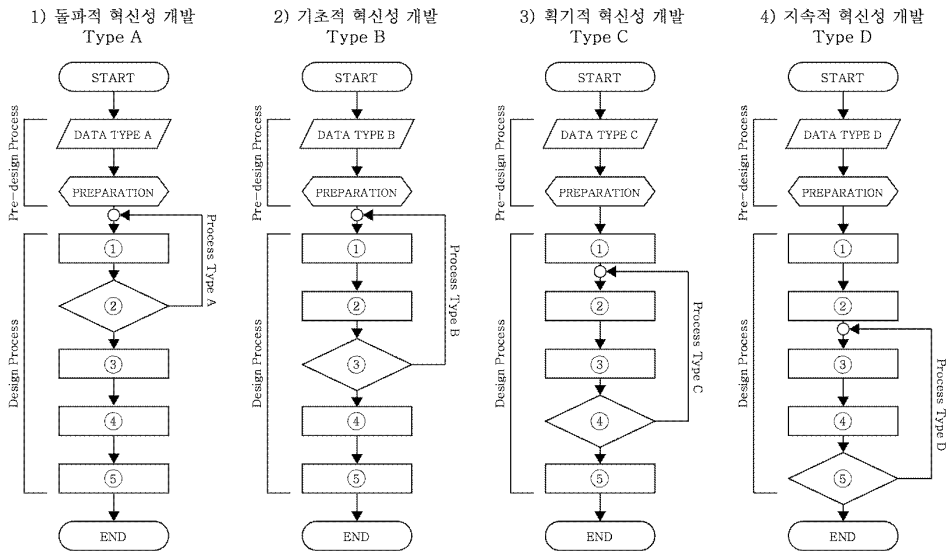 1) 돌파적 혁신성 개발
Type A
START
Pre-design Process
DATA TYPE A
PREPARATION
Process Type A
Design Process
①
②
③
④
⑤
END
2) 기초적 혁신성 개발
Type B
START
Pre-design Process
DATA TYPE B
PREPARATION
Process Type B
Design Process
①
②
③
④
⑤
END
3) 획기적 혁신성 개발
Type C
START
Pre-design Process
DATA TYPE C
PREPARATION
Process Type C
Design Process
①
②
③
④
⑤
END
4) 지속적 혁신성 개발
Type D
START
Pre-design Process
DATA TYPE D
PREPARATION
Process Type D
Design Process
①
②
③
④
⑤
END